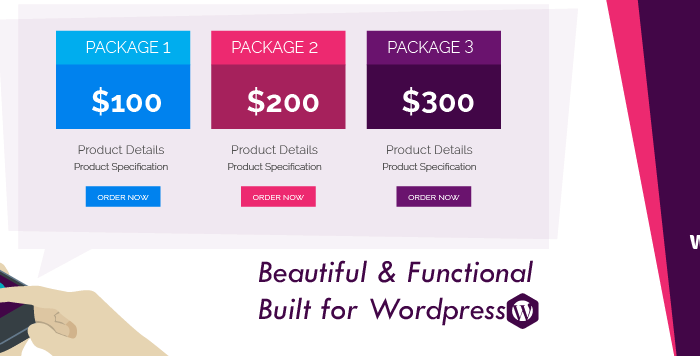 PACKAGE 1 PACKAGE 2 PACKAGE 3
$100 $200 $300
Product Details Product Details Product Details
Product Specification Product Specification Product Specification
ORDER NOW ORDER NOW ORDER NOW
Beautiful & Functional
Built for Wordpress